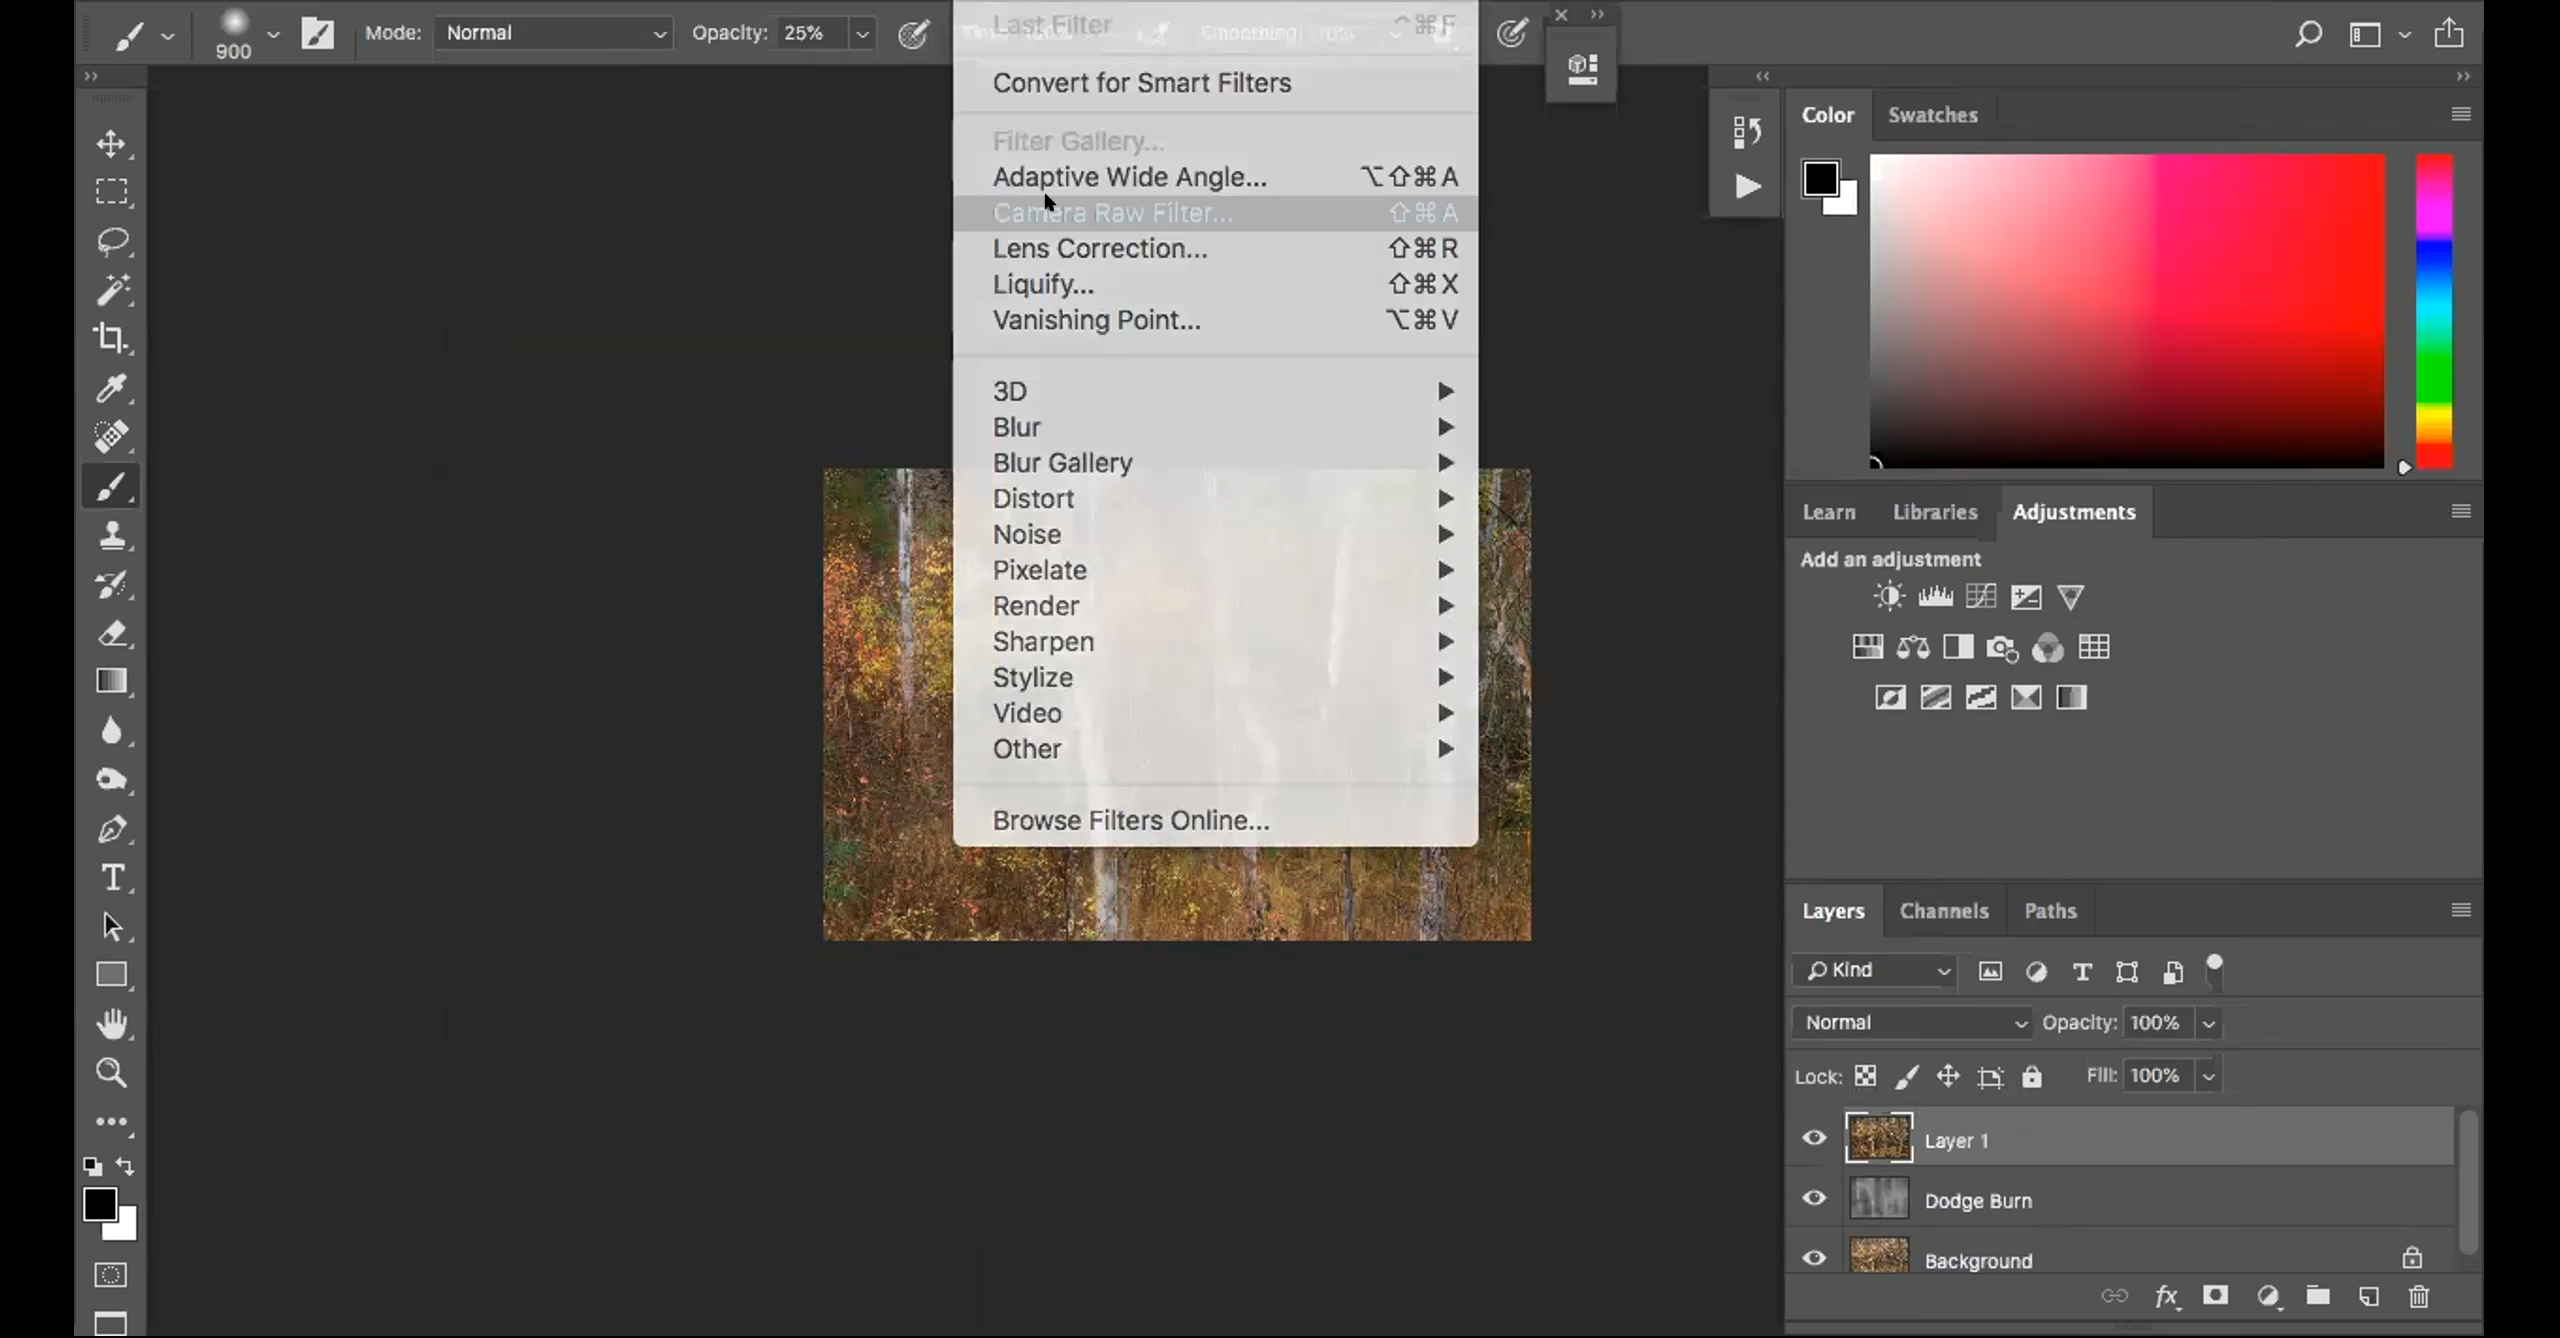 900
Mode: Normal
Opacity: 25%
Last Filter ^⌘F
Smoothing
Convert for Smart Filters
Filter Gallery...
Adaptive Wide Angle... ⌥⇧⌘A
Camera Raw Filter... ⇧⌘A
Lens Correction... ⇧⌘R
Liquify... ⇧⌘X
Vanishing Point... ⌥⌘V
3D
Blur
Blur Gallery
Distort
Noise
Pixelate
Render
Sharpen
Stylize
Video
Other
Browse Filters Online...
Color Swatches
Learn Libraries Adjustments
Add an adjustment
Layers Channels Paths
Kind
Normal Opacity: 100%
Lock: Fill: 100%
Layer 1
Dodge Burn
Background